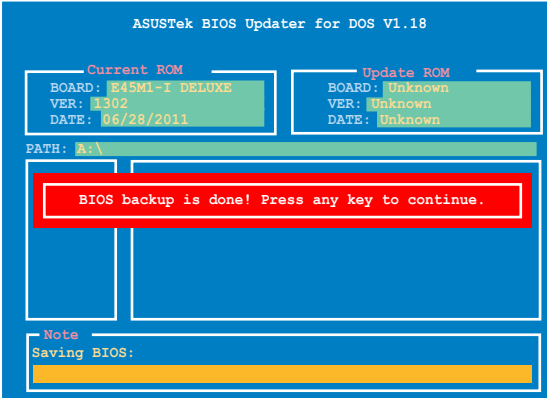 ASUSTek BIOS Updater for DOS V1.18
Current ROM
BOARD: E45M1-I DELUXE
VER: 1302
DATE: 06/28/2011
Update ROM
BOARD: Unknown
VER: Unknown
DATE: Unknown
PATH: A:\
BIOS backup is done! Press any key to continue.
Note
Saving BIOS: